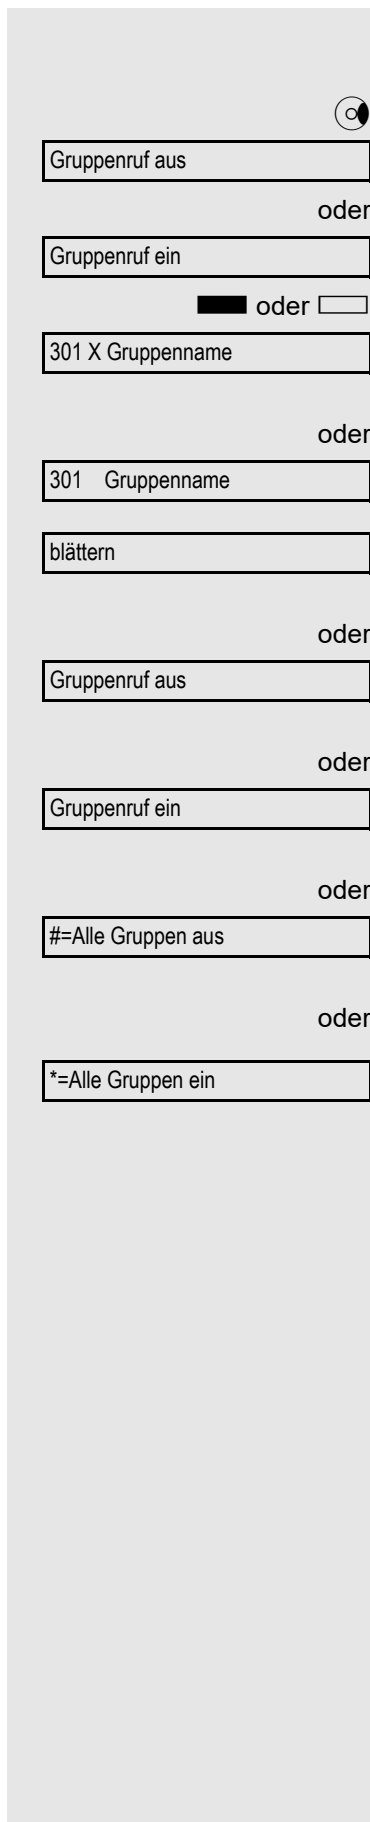 Gruppenruf aus
oder
Gruppenruf ein
oder
301 X Gruppenname
oder
301 Gruppenname
blättern
oder
Gruppenruf aus
oder
Gruppenruf ein
oder
#=Alle Gruppen aus
oder
*=Alle Gruppen ein